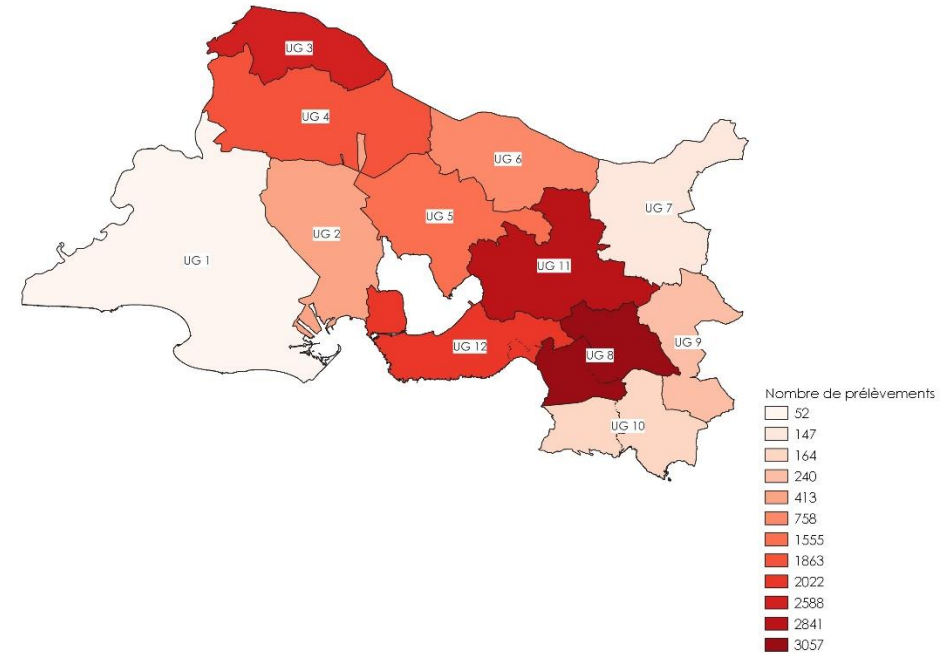 UG 3
UG 4
UG 6
UG 7
UG 5
UG 2
UG 1
UG 11
UG 9
UG 12
UG 8
UG 10
Nombre de prélèvements
52
147
164
240
413
758
1555
1863
2022
2588
2841
3057